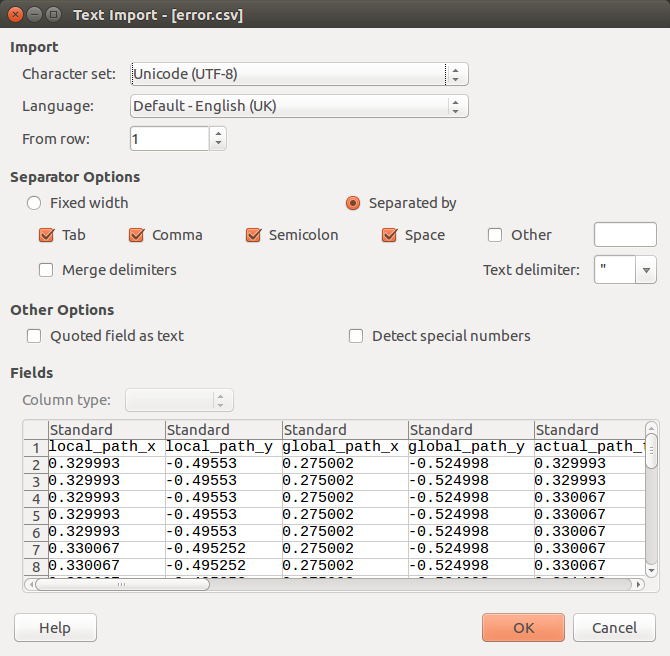 Text Import - [error.csv]
Import
Character set: Unicode (UTF-8)
Language: Default - English (UK)
From row: 1
Separator Options
Fixed width Separated by
Tab Comma Semicolon Space Other
Merge delimiters Text delimiter: "
Other Options
Quoted field as text Detect special numbers
Fields
Column type:
Standard Standard Standard Standard Standard
1 local_path_x local_path_y global_path_x global_path_y actual_path_
2 0.329993 -0.49553 0.275002 -0.524998 0.329993
3 0.329993 -0.49553 0.275002 -0.524998 0.329993
4 0.329993 -0.49553 0.275002 -0.524998 0.330067
5 0.329993 -0.49553 0.275002 -0.524998 0.330067
6 0.329993 -0.49553 0.275002 -0.524998 0.330067
7 0.330067 -0.495252 0.275002 -0.524998 0.330067
8 0.330067 -0.495252 0.275002 -0.524998 0.330067
Help OK Cancel